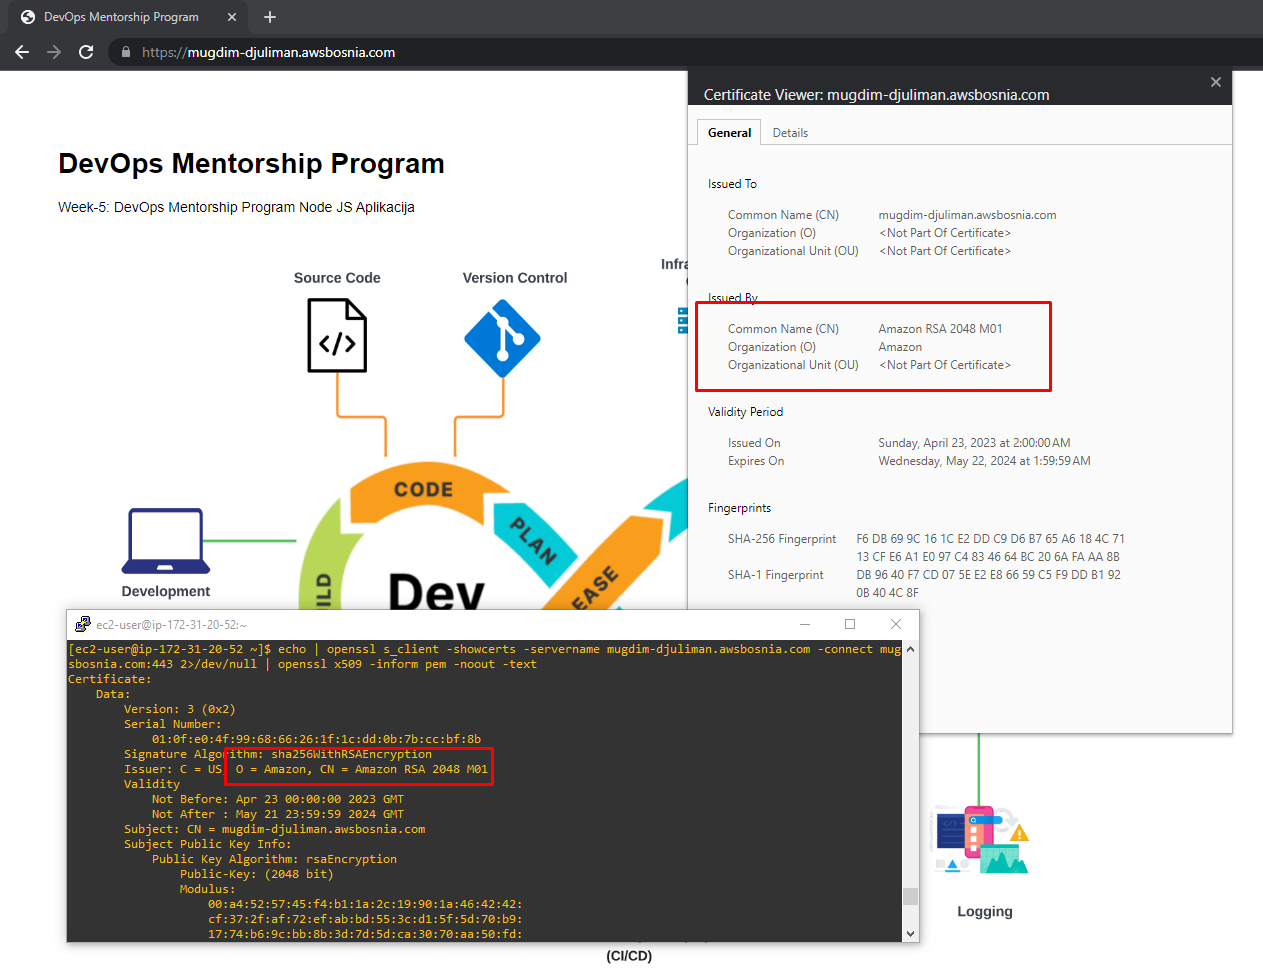 DevOps Mentorship Program
https://mugdim-djuliman.awsbosnia.com
Certificate Viewer: mugdim-djuliman.awsbosnia.com
General Details
DevOps Mentorship Program
Week-5: DevOps Mentorship Program Node JS Aplikacija
Issued To
Common Name (CN) mugdim-djuliman.awsbosnia.com
Organization (O) <Not Part Of Certificate>
Organizational Unit (OU) <Not Part Of Certificate>
Issued By
Common Name (CN) Amazon RSA 2048 M01
Organization (O) Amazon
Organizational Unit (OU) <Not Part Of Certificate>
Validity Period
Issued On Sunday, April 23, 2023 at 2:00:00 AM
Expires On Wednesday, May 22, 2024 at 1:59:59 AM
Fingerprints
SHA-256 Fingerprint F6 DB 69 9C 16 1C E2 DD C9 D6 B7 65 A6 18 4C 71
13 CF E6 A1 E0 97 C4 83 46 64 BC 20 6A FA AA 8B
SHA-1 Fingerprint DB 96 40 F7 CD 07 5E E2 E8 66 59 C5 F9 DD B1 92
0B 40 4C 8F
Source Code
Version Control
Infra
CODE
PLAN
EASE
ILD
Dev
Development
ec2-user@ip-172-31-20-52:~
[ec2-user@ip-172-31-20-52 ~]$ echo | openssl s_client -showcerts -servername mugdim-djuliman.awsbosnia.com -connect mug
sbosnia.com:443 2>/dev/null | openssl x509 -inform pem -noout -text
Certificate:
Data:
Version: 3 (0x2)
Serial Number:
01:0f:e0:4f:99:68:66:26:1f:1c:dd:0b:7b:cc:bf:8b
Signature Algorithm: sha256WithRSAEncryption
Issuer: C = US, O = Amazon, CN = Amazon RSA 2048 M01
Validity
Not Before: Apr 23 00:00:00 2023 GMT
Not After : May 21 23:59:59 2024 GMT
Subject: CN = mugdim-djuliman.awsbosnia.com
Subject Public Key Info:
Public Key Algorithm: rsaEncryption
Public-Key: (2048 bit)
Modulus:
00:a4:52:57:45:f4:b1:1a:2c:19:90:1a:46:42:42:
cf:37:2f:af:72:ef:ab:bd:55:3c:d1:5f:5d:70:b9:
17:74:b6:9c:bb:8b:3d:7d:5d:ca:30:70:aa:50:fd:
Logging
(CI/CD)